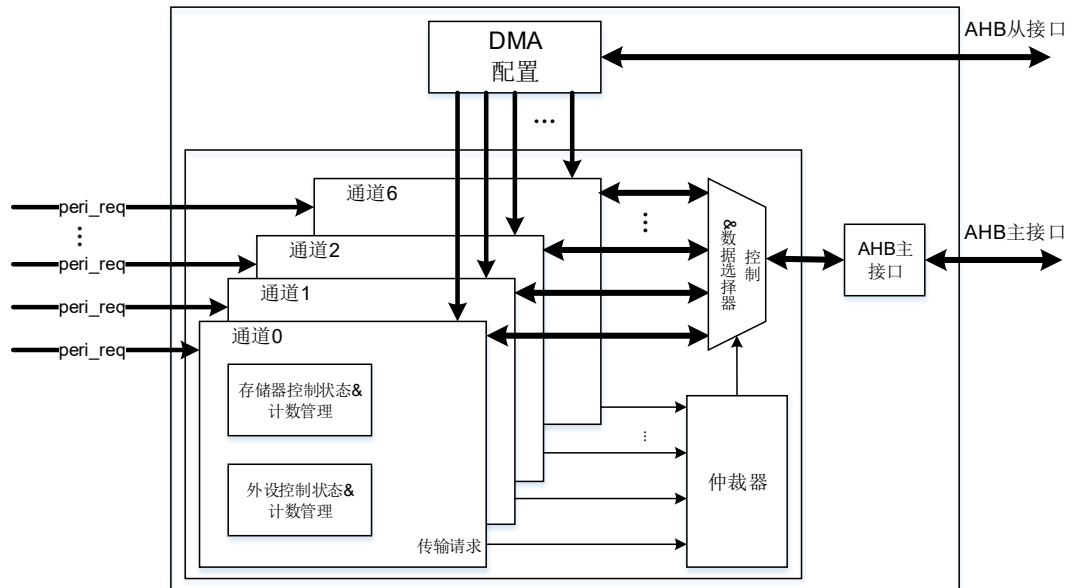 DMA
配置
AHB从接口
...
通道6
peri_req
...
...
控制
&数据选择器
通道2
AHB主接口
AHB主
接口
peri_req
通道1
peri_req
通道0
peri_req
存储器控制状态&
计数管理
...
仲裁器
外设控制状态&
计数管理
传输请求